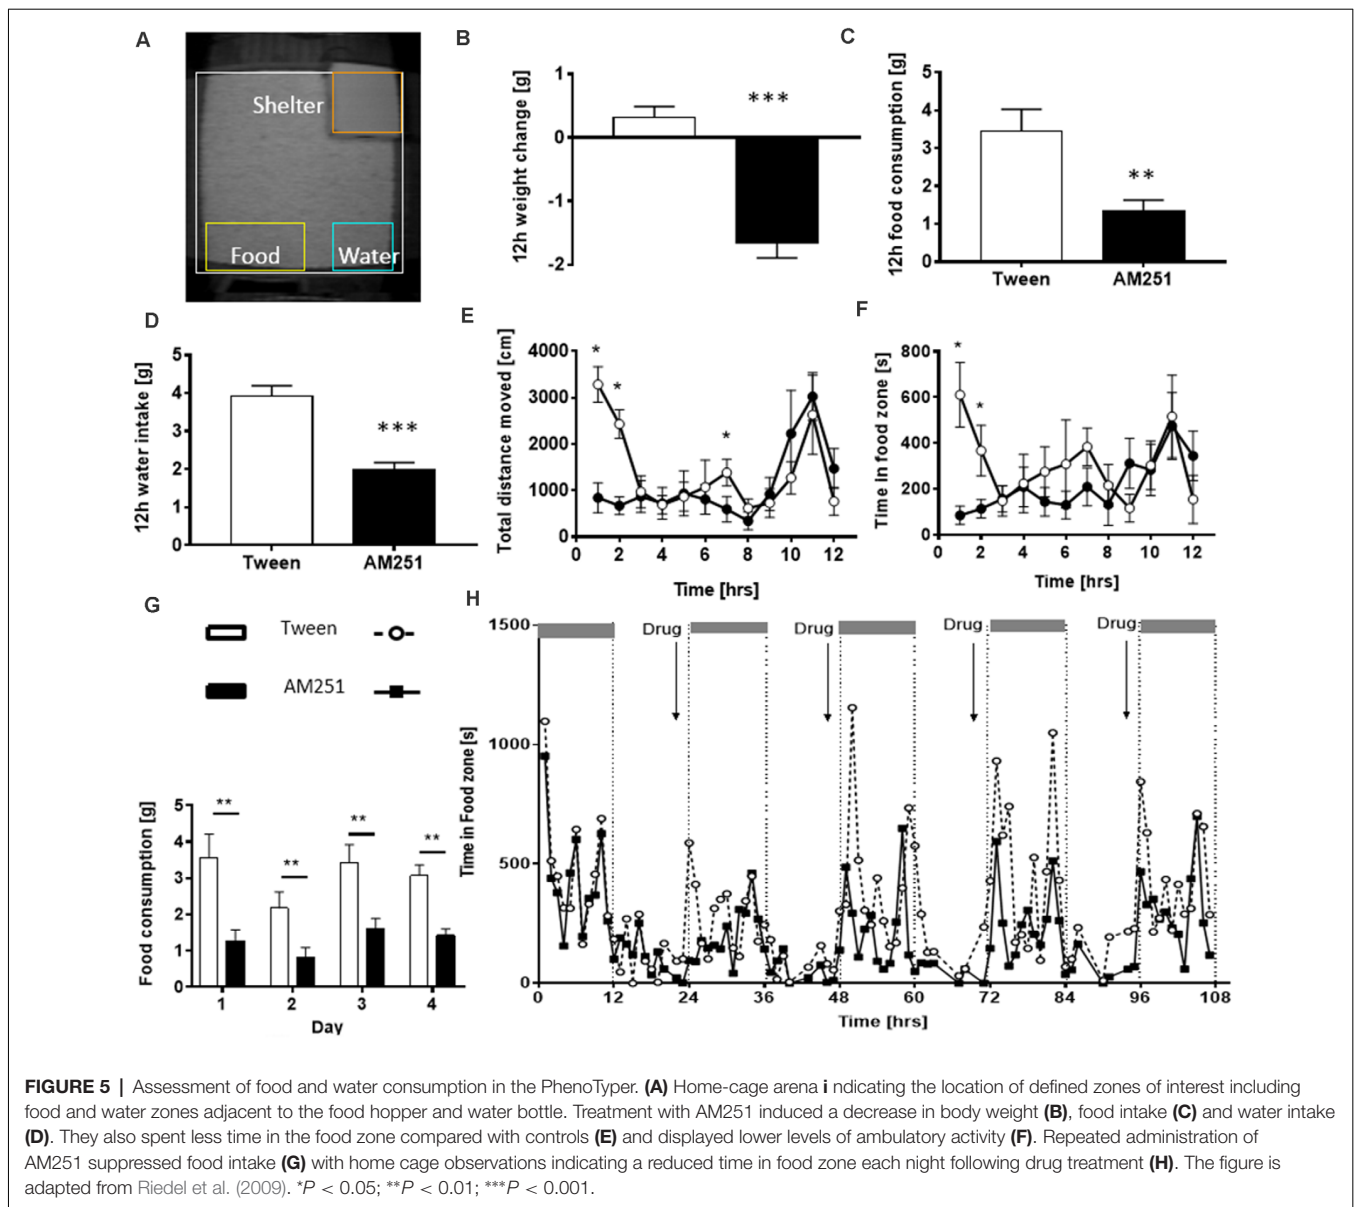 A
Shelter
Food
Water
B
12h weight change [g]
1
0
-1
-2
***
C
12h food consumption [g]
5
4
3
2
1
0
**
Tween
AM251
D
12h water intake [g]
5
4
3
2
1
0
***
Tween
AM251
E
Total distance moved [cm]
4000
3000
2000
1000
0
*
*
*
0 2 4 6 8 10 12
Time [hrs]
F
Time in food zone [s]
800
600
400
200
0
*
*
0 2 4 6 8 10 12
Time [hrs]
G
Tween
AM251
Food consumption [g]
5
4
3
2
1
0
**
**
**
**
1 2 3 4
Day
H
Time in Food zone [s]
1500
1000
500
0
Drug
Drug
Drug
Drug
0 12 24 36 48 60 72 84 96 108
Time [hrs]
FIGURE 5 | Assessment of food and water consumption in the PhenoTyper. (A) Home-cage arena i ndicating the location of defined zones of interest including
food and water zones adjacent to the food hopper and water bottle. Treatment with AM251 induced a decrease in body weight (B), food intake (C) and water intake
(D). They also spent less time in the food zone compared with controls (E) and displayed lower levels of ambulatory activity (F). Repeated administration of
AM251 suppressed food intake (G) with home cage observations indicating a reduced time in food zone each night following drug treatment (H). The figure is
adapted from Riedel et al. (2009). *P < 0.05; **P < 0.01; ***P < 0.001.